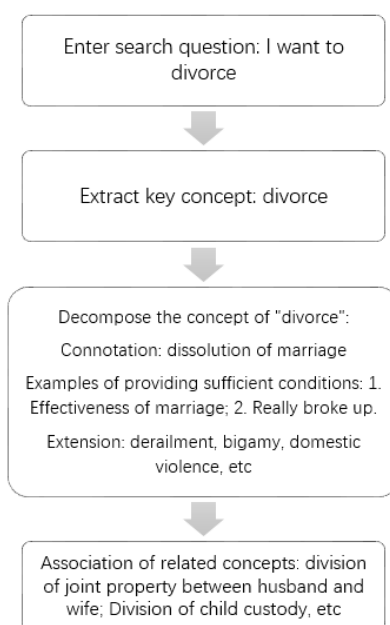 Enter search question: I want to
divorce
Extract key concept: divorce
Decompose the concept of "divorce":
Connotation: dissolution of marriage
Examples of providing sufficient conditions: 1.
Effectiveness of marriage; 2. Really broke up.
Extension: derailment, bigamy, domestic
violence, etc
Association of related concepts: division
of joint property between husband and
wife; Division of child custody, etc